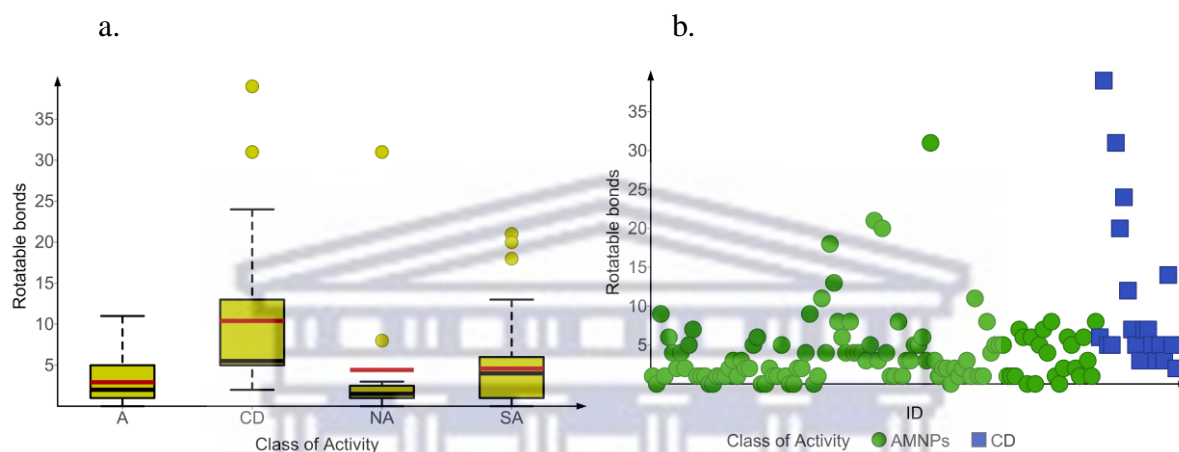 a.
b.
Rotatable bonds
35
30
25
20
15
10
5
A
CD
NA
SA
Class of Activity
Rotatable bonds
35
30
25
20
15
10
5
ID
Class of Activity AMNPs CD